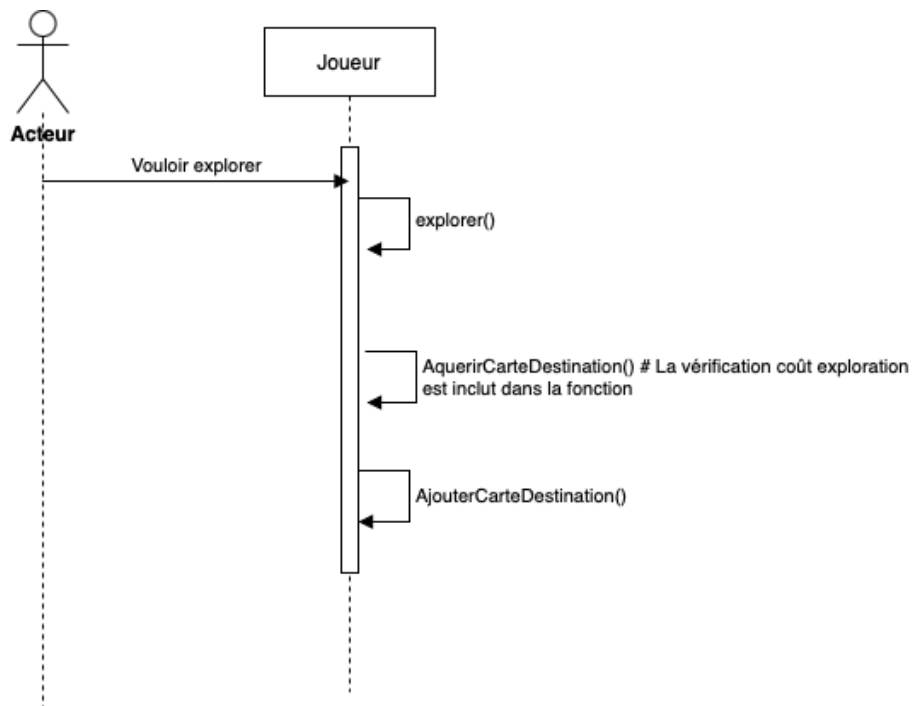 Joueur
Acteur
Vouloir explorer
explorer()
AquerirCarteDestination() # La vérification coût exploration
est inclut dans la fonction
AjouterCarteDestination()